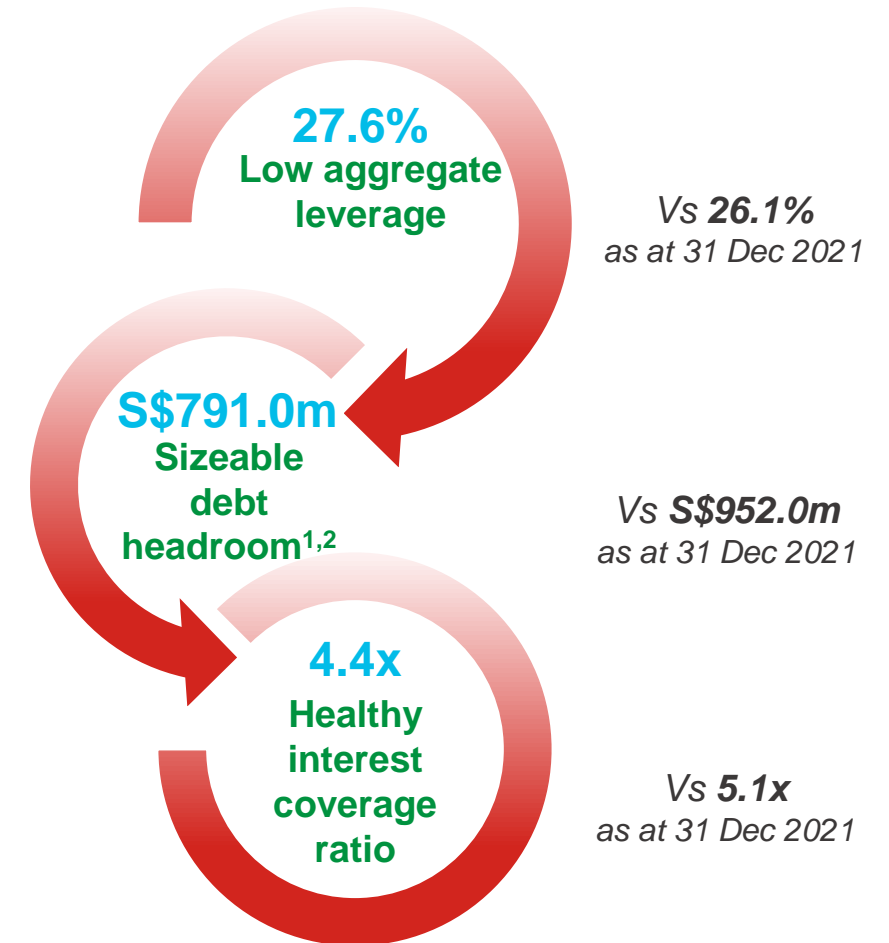 27.6%
Low aggregate
leverage
Vs 26.1%
as at 31 Dec 2021
S$791.0m
Sizeable
debt
headroom1,2
Vs S$952.0m
as at 31 Dec 2021
4.4x
Healthy
interest
coverage
ratio
Vs 5.1x
as at 31 Dec 2021